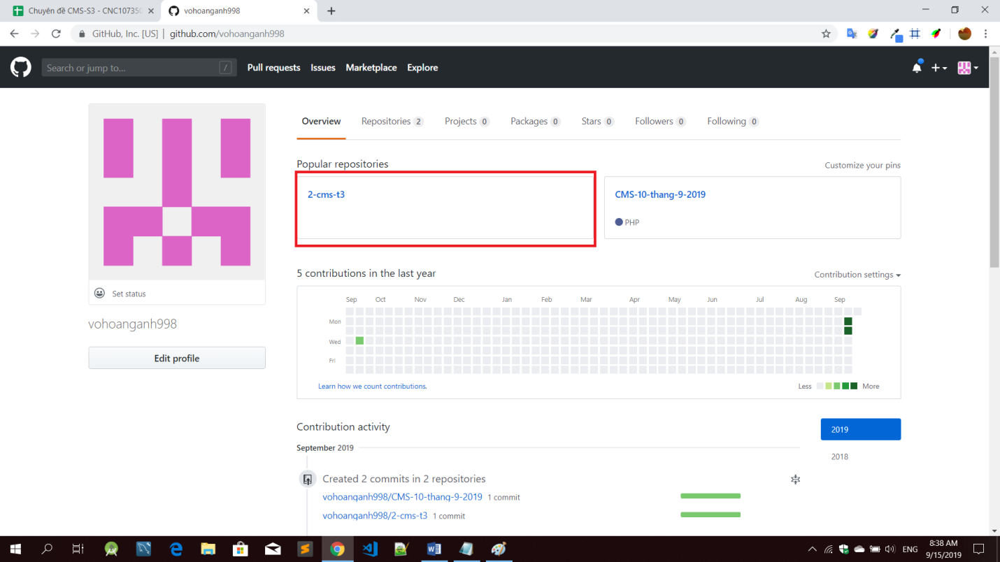 Chuyên đề CMS-S3 - CNC10735
vohoanganh998
GitHub, Inc. [US] | github.com/vohoanganh998
Search or jump to... /
Pull requests Issues Marketplace Explore
Overview Repositories 2 Projects 0 Packages 0 Stars 0 Followers 0 Following 0
Popular repositories
Customize your pins
2-cms-t3
CMS-10-thang-9-2019
PHP
Set status
vohoanganh998
Edit profile
5 contributions in the last year
Contribution settings
Sep Oct Nov Dec Jan Feb Mar Apr May Jun Jul Aug Sep
Mon
Wed
Fri
Learn how we count contributions.
Less More
Contribution activity
2019
2018
September 2019
Created 2 commits in 2 repositories
vohoanganh998/CMS-10-thang-9-2019 1 commit
vohoanganh998/2-cms-t3 1 commit
ENG
8:38 AM
9/15/2019